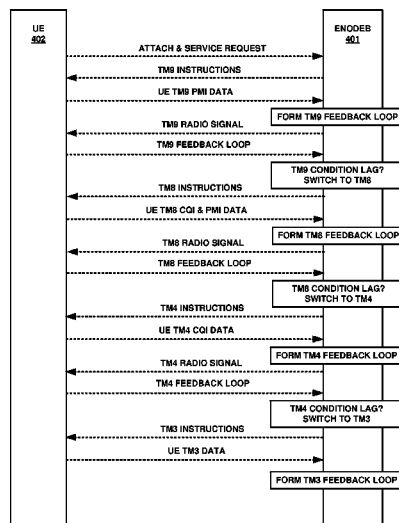 UE
402
ENODEB
401
ATTACH & SERVICE REQUEST
TM9 INSTRUCTIONS
UE TM9 PMI DATA
FORM TM9 FEEDBACK LOOP
TM9 RADIO SIGNAL
TM9 FEEDBACK LOOP
TM9 CONDITION LAG?
SWITCH TO TM8
TM8 INSTRUCTIONS
UE TM8 CQI & PMI DATA
FORM TM8 FEEDBACK LOOP
TM8 RADIO SIGNAL
TM8 FEEDBACK LOOP
TM8 CONDITION LAG?
SWITCH TO TM4
TM4 INSTRUCTIONS
UE TM4 CQI DATA
FORM TM4 FEEDBACK LOOP
TM4 RADIO SIGNAL
TM4 FEEDBACK LOOP
TM4 CONDITION LAG?
SWITCH TO TM3
TM3 INSTRUCTIONS
UE TM3 DATA
FORM TM3 FEEDBACK LOOP